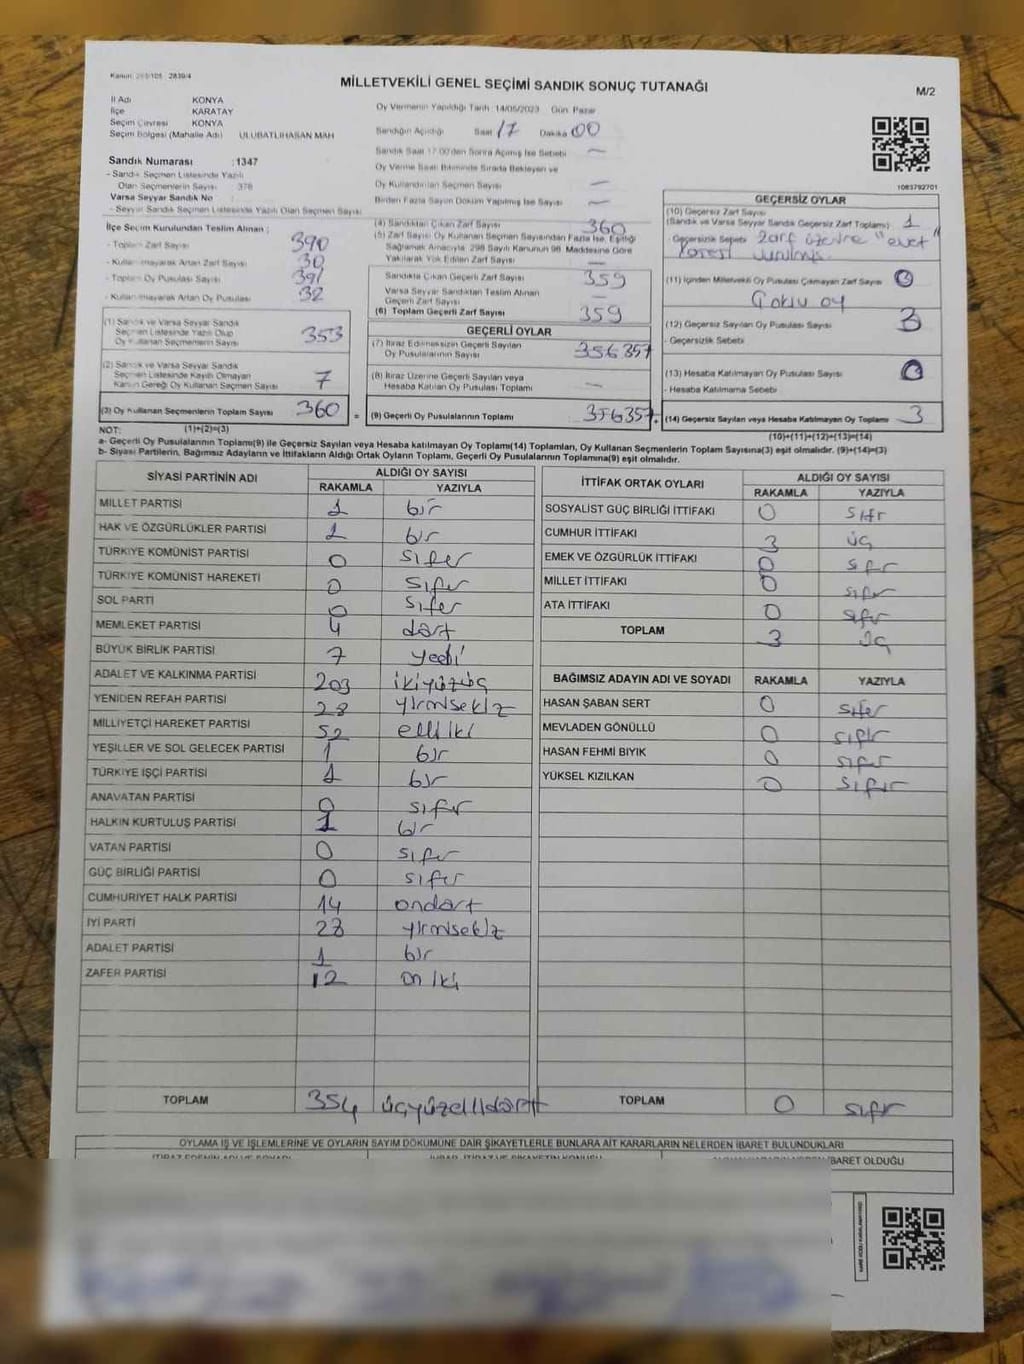 Kanun: 298/105 2839/4
MİLLETVEKİLİ GENEL SEÇİMİ SANDIK SONUÇ TUTANAĞI
M/2
İl Adı KONYA
İlçe KARATAY
Seçim Çevresi KONYA
Seçim Bölgesi (Mahalle Adı) ULUBATLIHASAN MAH
Sandık Numarası : 1347
- Sandık Seçmen Listesinde Yazılı
Olan Seçmenlerin Sayısı 378
Varsa Seyyar Sandık No
- Seyyar Sandık Seçmen Listesinde Yazılı Olan Seçmen Sayısı
Oy Vermenin Yapıldığı Tarih :14/05/2023 Gün Pazar
Sandığın Açıldığı Saat 17 Dakika 00
Sandık Saat 17:00'den Sonra Açılmış İse Sebebi —
Oy Verme Saati Bitiminde Sırada Bekleyen ve
Oy Kullandırılan Seçmen Sayısı —
Birden Fazla Sayım Döküm Yapılmış İse Sayısı —
1083792701
İlçe Seçim Kurulundan Teslim Alınan :
- Toplam Zarf Sayısı 390
- Kullanılmayarak Artan Zarf Sayısı 30
- Toplam Oy Pusulası Sayısı 391
- Kullanılmayarak Artan Oy Pusulası 32
(1) Sandık ve Varsa Seyyar Sandık
Seçmen Listesinde Yazılı Olup
Oy Kullanan Seçmenlerin Sayısı 353
(2) Sandık ve Varsa Seyyar Sandık
Seçmen Listesinde Kayıtlı Olmayan
Kanun Gereği Oy Kullanan Seçmen Sayısı 7
(3) Oy Kullanan Seçmenlerin Toplam Sayısı 360 =
(4) Sandıktan Çıkan Zarf Sayısı 360
(5) Zarf Sayısı Oy Kullanan Seçmen Sayısından Fazla İse, Eşitliği
Sağlamak Amacıyla 298 Sayılı Kanunun 98. Maddesine Göre
Yakılarak Yok Edilen Zarf Sayısı —
Sandıkta Çıkan Geçerli Zarf Sayısı 359
Varsa Seyyar Sandıktan Teslim Alınan
Geçerli Zarf Sayısı —
(6) Toplam Geçerli Zarf Sayısı 359
GEÇERLİ OYLAR
(7) İtiraz Edilmeksizin Geçerli Sayılan
Oy Pusulalarının Sayısı 356 357
(8) İtiraz Üzerine Geçerli Sayılan veya
Hesaba Katılan Oy Pusulası Toplamı —
(9) Geçerli Oy Pusulalarının Toplamı 356 357 +
GEÇERSİZ OYLAR
(10) Geçersiz Zarf Sayısı
(Sandık ve Varsa Seyyar Sandık Geçersiz Zarf Toplamı) 1
- Geçersizlik Sebebi Zarf üzerine "evet"
(11) İçinden Milletvekili Oy Pusulası Çıkmayan Zarf Sayısı
oy
(12) Geçersiz Sayılan Oy Pusulası Sayısı 3
- Geçersizlik Sebebi
(13) Hesaba Katılmayan Oy Pusulası Sayısı
- Hesaba Katılmama Sebebi
(14) Geçersiz Sayılan veya Hesaba Katılmayan Oy Toplamı 3
NOT: (1)+(2)=(3) (10)+(11)+(12)+(13)=(14)
a- Geçerli Oy Pusulalarının Toplamı(9) ile Geçersiz Sayılan veya Hesaba katılmayan Oy Toplamı(14) Toplamları, Oy Kullanan Seçmenlerin Toplam Sayısına(3) eşit olmalıdır. (9)+(14)=(3)
b- Siyasi Partilerin, Bağımsız Adayların ve İttifakların Aldığı Ortak Oyların Toplamı, Geçerli Oy Pusulalarının Toplamına(9) eşit olmalıdır.
SİYASİ PARTİNİN ADI ALDIĞI OY SAYISI
RAKAMLA YAZIYLA
MİLLET PARTİSİ 1 bir
HAK VE ÖZGÜRLÜKLER PARTİSİ 1 bir
TÜRKİYE KOMÜNİST PARTİSİ 0 sıfır
TÜRKİYE KOMÜNİST HAREKETİ 0 sıfır
SOL PARTİ 0 sıfır
MEMLEKET PARTİSİ 4 dört
BÜYÜK BİRLİK PARTİSİ 7 yedi
ADALET VE KALKINMA PARTİSİ 203 ikiyüzüç
YENİDEN REFAH PARTİSİ 28 yirmisekiz
MİLLİYETÇİ HAREKET PARTİSİ 52 elli iki
YEŞİLLER VE SOL GELECEK PARTİSİ 1 bir
TÜRKİYE İŞÇİ PARTİSİ 1 bir
ANAVATAN PARTİSİ 0 sıfır
HALKIN KURTULUŞ PARTİSİ 1 bir
VATAN PARTİSİ 0 sıfır
GÜÇ BİRLİĞİ PARTİSİ 0 sıfır
CUMHURİYET HALK PARTİSİ 14 ondört
İYİ PARTİ 28 yirmisekiz
ADALET PARTİSİ 1 bir
ZAFER PARTİSİ 12 on iki
TOPLAM 354 üçyüzellidört
İTTİFAK ORTAK OYLARI ALDIĞI OY SAYISI
RAKAMLA YAZIYLA
SOSYALİST GÜÇ BİRLİĞİ İTTİFAKI 0 sıfır
CUMHUR İTTİFAKI 3 üç
EMEK VE ÖZGÜRLÜK İTTİFAKI 0 sıfır
MİLLET İTTİFAKI 0 sıfır
ATA İTTİFAKI 0 sıfır
TOPLAM 3 üç
BAĞIMSIZ ADAYIN ADI VE SOYADI RAKAMLA YAZIYLA
HASAN ŞABAN SERT 0 sıfır
MEVLADEN GÖNÜLLÜ 0 sıfır
HASAN FEHMİ BIYIK 0 sıfır
YÜKSEL KIZILKAN 0 sıfır
TOPLAM 0 sıfır
OYLAMA İŞ VE İŞLEMLERİNE VE OYLARIN SAYIM DÖKÜMÜNE DAİR ŞİKAYETLERLE BUNLARA AİT KARARLARIN NELERDEN İBARET BULUNDUKLARI
İBARET OLDUĞU